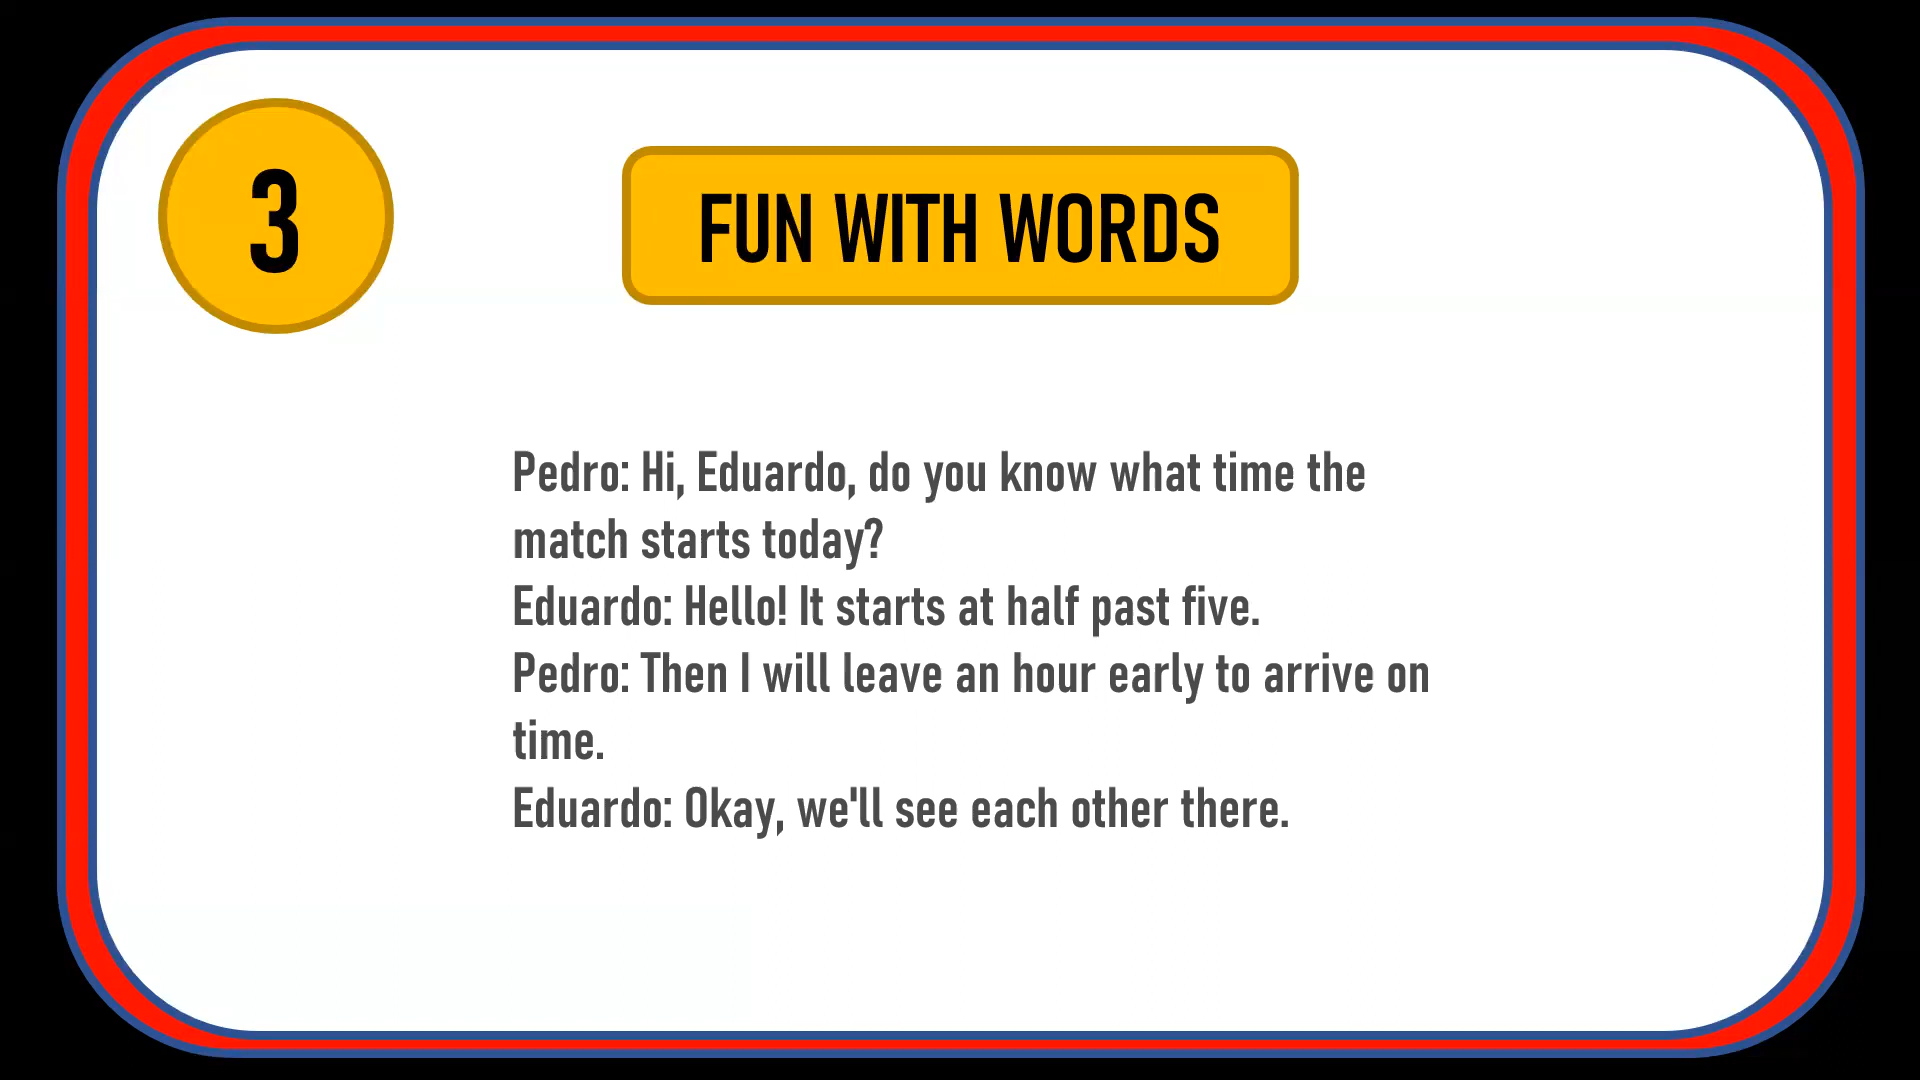 3
FUN WITH WORDS
Pedro: Hi, Eduardo, do you know what time the
match starts today?
Eduardo: Hello! It starts at half past five.
Pedro: Then I will leave an hour early to arrive on
time.
Eduardo: Okay, we'll see each other there.